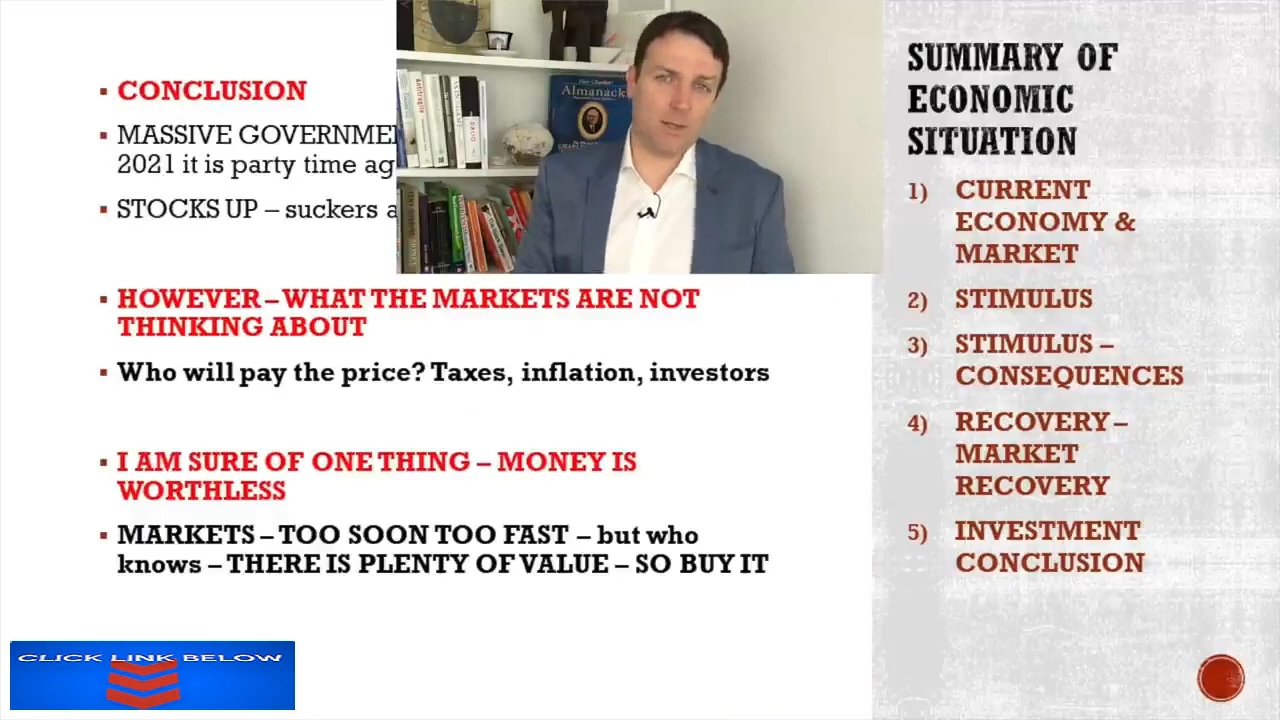 CONCLUSION
MASSIVE GOVERNME
2021 it is party time ag
STOCKS UP – suckers a
HOWEVER – WHAT THE MARKETS ARE NOT
THINKING ABOUT
Who will pay the price? Taxes, inflation, investors
I AM SURE OF ONE THING – MONEY IS
WORTHLESS
MARKETS – TOO SOON TOO FAST – but who
knows – THERE IS PLENTY OF VALUE – SO BUY IT
CLICK LINK BELOW
Almanack
SUMMARY OF
ECONOMIC
SITUATION
1) CURRENT
ECONOMY &
MARKET
2) STIMULUS
3) STIMULUS –
CONSEQUENCES
4) RECOVERY –
MARKET
RECOVERY
5) INVESTMENT
CONCLUSION